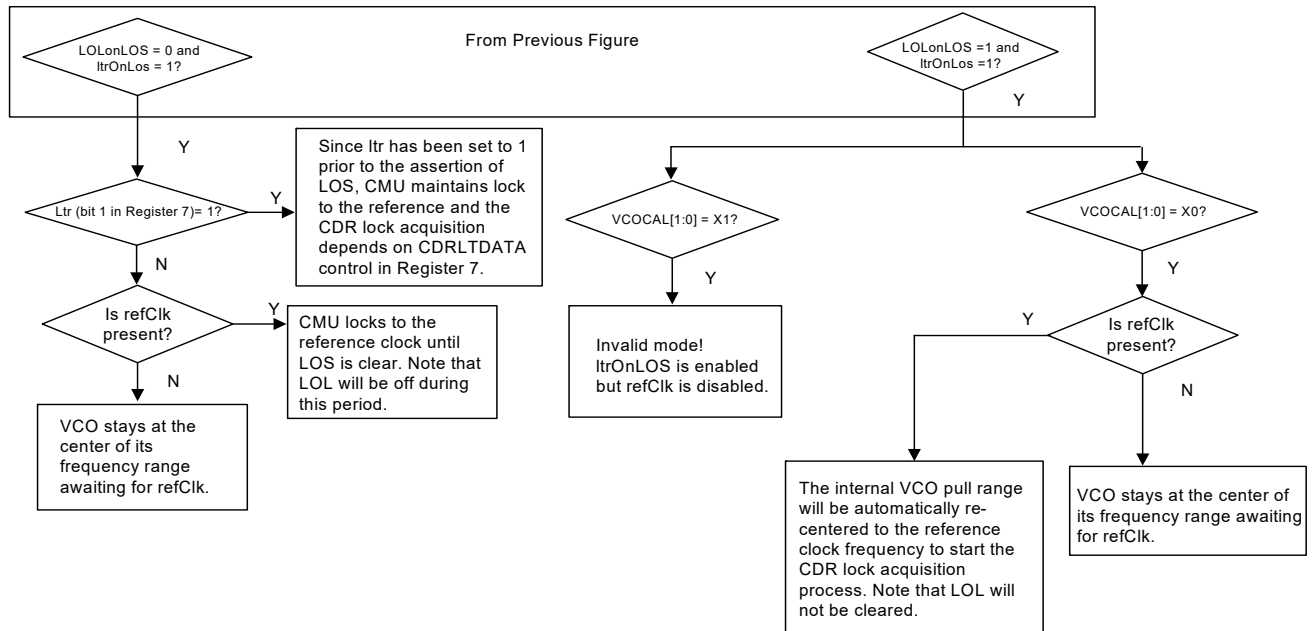 From Previous Figure
LOLonLOS = 0 and
ltrOnLos = 1?
LOLonLOS =1 and
ltrOnLos =1?
Y
Y
Ltr (bit 1 in Register 7)= 1?
Y
Since ltr has been set to 1
prior to the assertion of
LOS, CMU maintains lock
to the reference and the
CDR lock acquisition
depends on CDRLTDATA
control in Register 7.
N
Is refClk
present?
Y
CMU locks to the
reference clock until
LOS is clear. Note that
LOL will be off during
this period.
N
VCO stays at the
center of its
frequency range
awaiting for refClk.
VCOCAL[1:0] = X1?
Y
Invalid mode!
ltrOnLOS is enabled
but refClk is disabled.
VCOCAL[1:0] = X0?
Y
Is refClk
present?
Y
N
The internal VCO pull range
will be automatically re-
centered to the reference
clock frequency to start the
CDR lock acquisition
process. Note that LOL will
not be cleared.
VCO stays at the center of
its frequency range awaiting
for refClk.